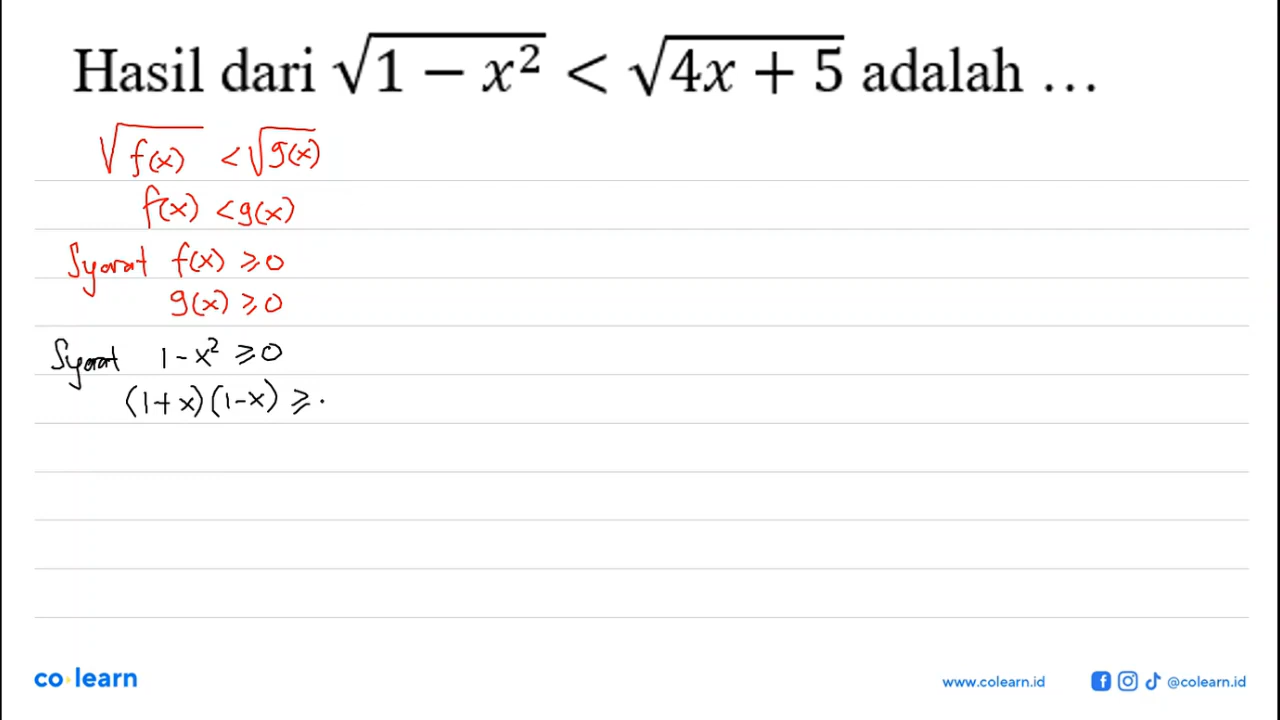 Hasil dari √(1 − x²) < √(4x + 5) adalah ...
√f(x) < √g(x)
f(x) < g(x)
Syarat f(x) ⩾ 0
g(x) ⩾ 0
Syarat 1 - x² ⩾ 0
(1 + x)(1 - x) ⩾ .
co learn
www.colearn.id
@colearn.id